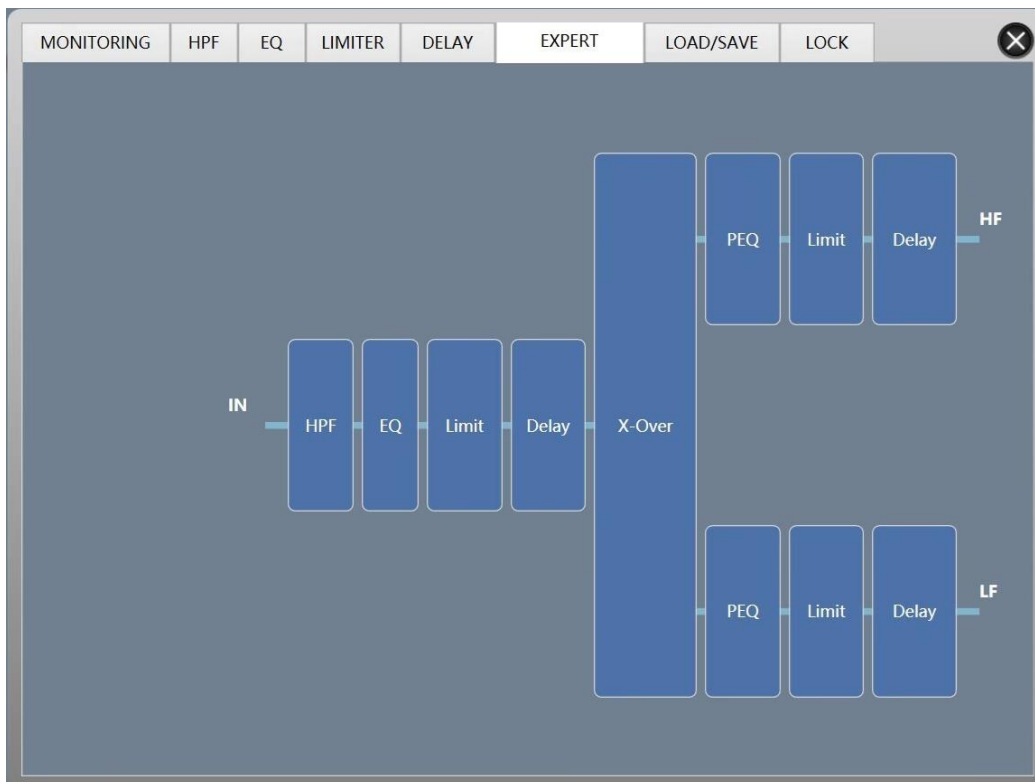 MONITORING HPF EQ LIMITER DELAY EXPERT LOAD/SAVE LOCK
PEQ Limit Delay HF
IN HPF EQ Limit Delay X-Over
PEQ Limit Delay LF